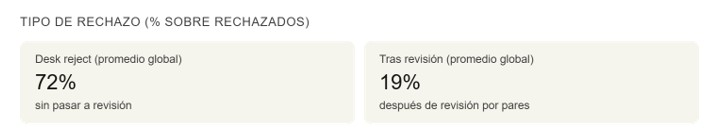 TIPO DE RECHAZO (% SOBRE RECHAZADOS)
Desk reject (promedio global)
72%
sin pasar a revisión
Tras revisión (promedio global)
19%
después de revisión por pares